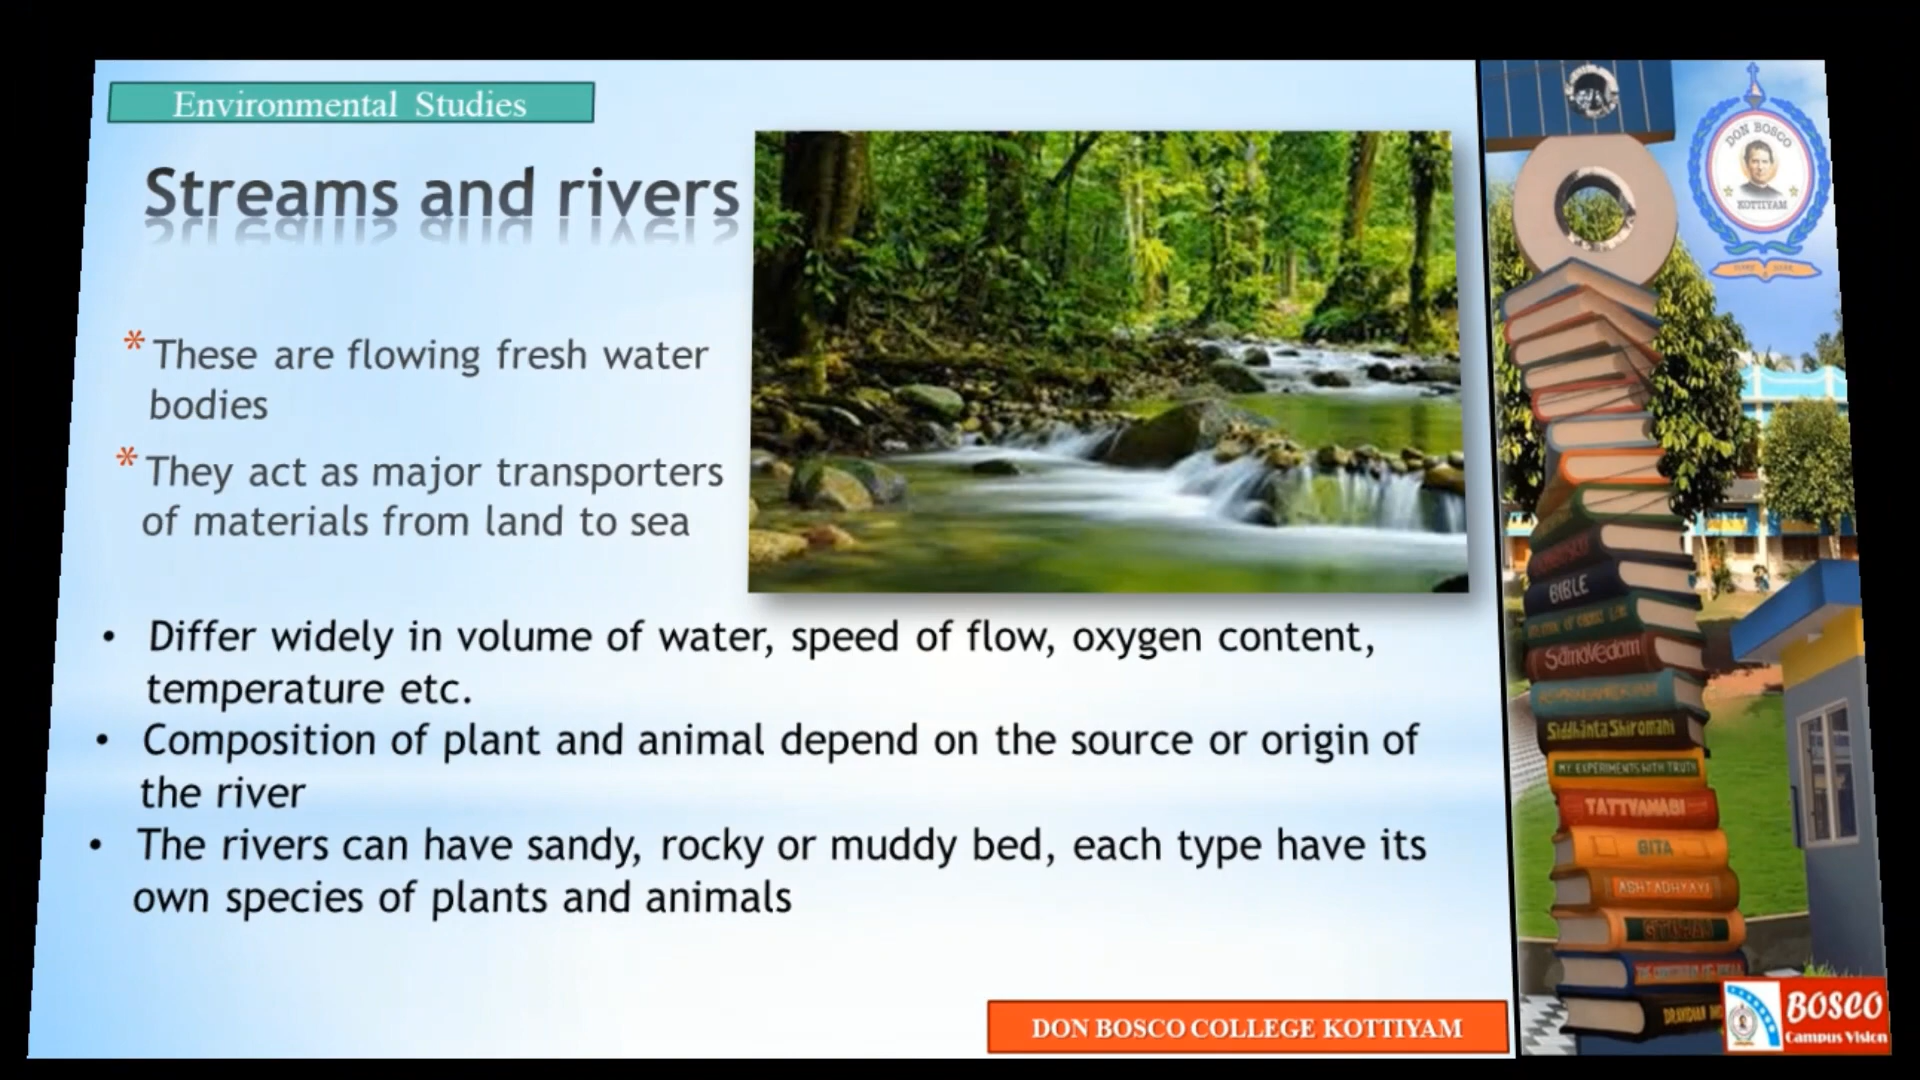 Environmental Studies
Streams and rivers
* These are flowing fresh water
bodies
* They act as major transporters
of materials from land to sea
• Differ widely in volume of water, speed of flow, oxygen content,
temperature etc.
• Composition of plant and animal depend on the source or origin of
the river
• The rivers can have sandy, rocky or muddy bed, each type have its
own species of plants and animals
DON BOSCO COLLEGE KOTTIYAM
DON BOSCO
KOTTIYAM
BIBLE
SamaVedam
Siddhanta Shiromani
MY EXPERIMENTS WITH TRUTH
TATTVAMASI
GITA
ASHTADHYAYI
BOSCO
Campus Vision